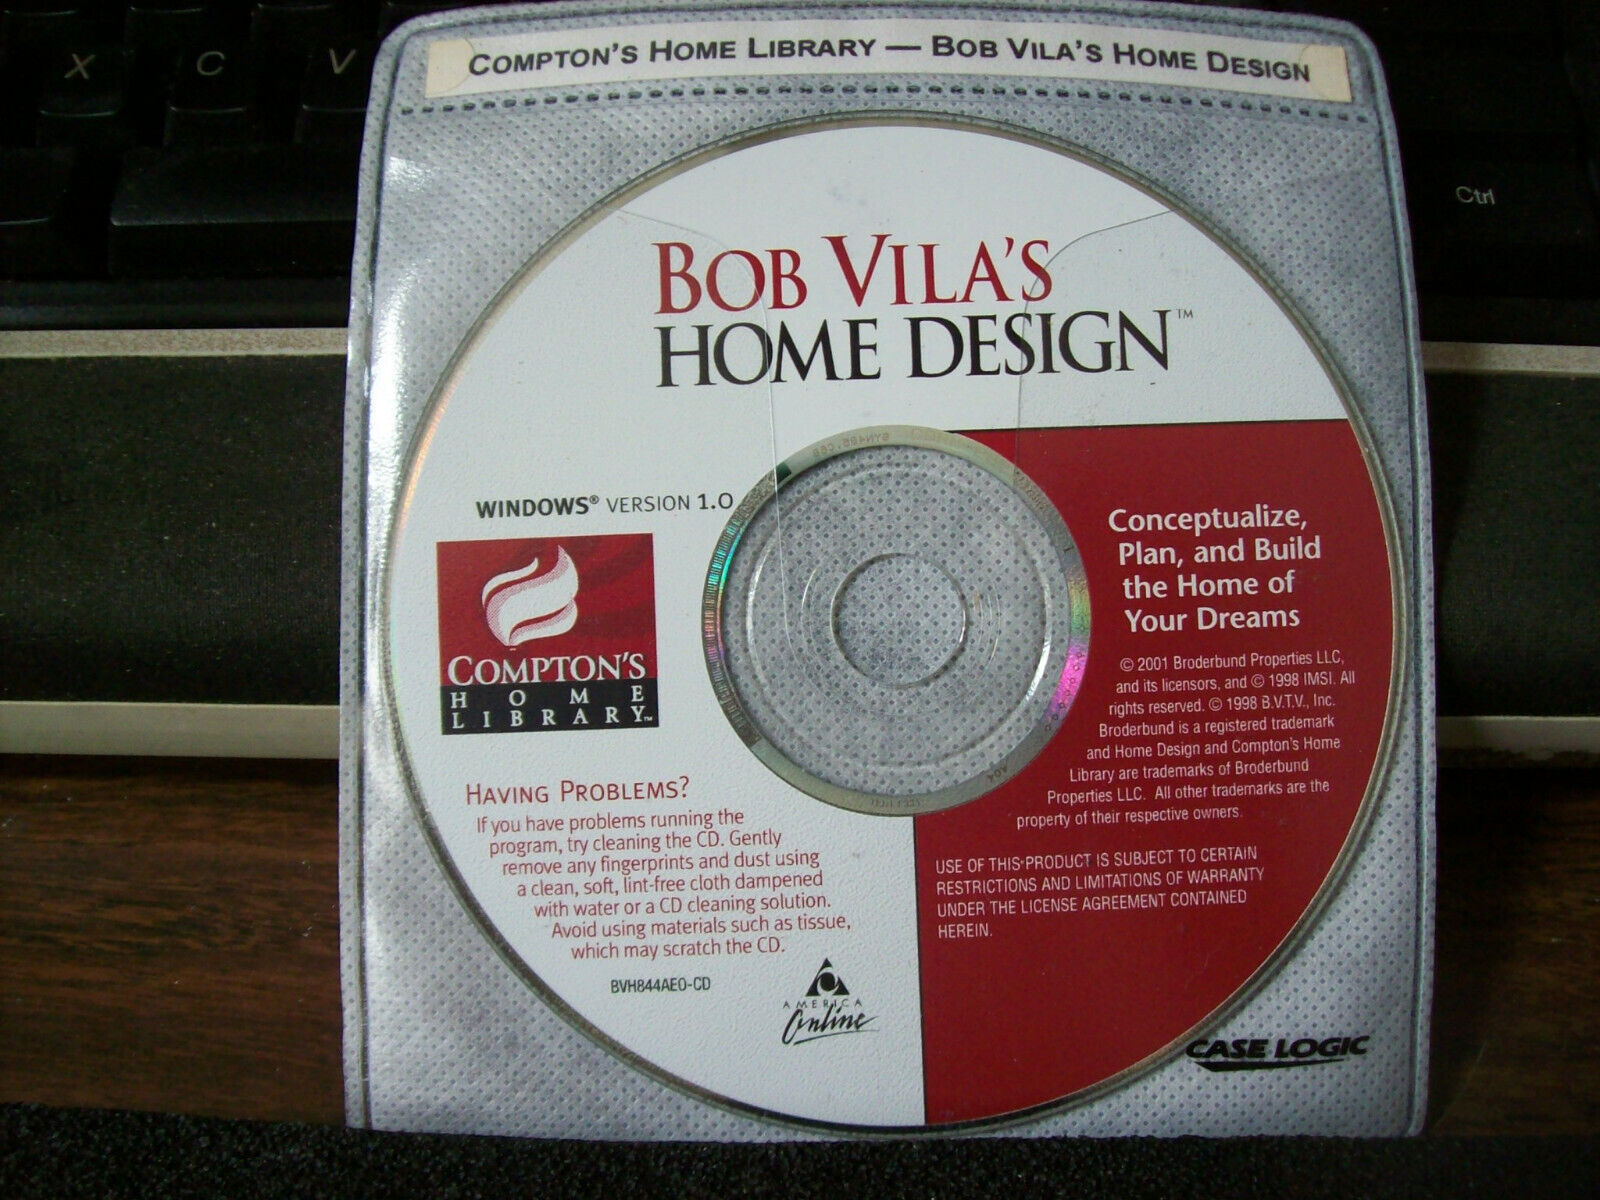 X C V
COMPTON'S HOME LIBRARY — BOB VILA'S HOME DESIGN
Ctrl
BOB VILA'S
HOME DESIGN™
WINDOWS® VERSION 1.0
COMPTON'S
HOME
LIBRARY™
Conceptualize,
Plan, and Build
the Home of
Your Dreams
© 2001 Broderbund Properties LLC,
and its licensors, and © 1998 IMSI. All
rights reserved. © 1998 B.V.T.V., Inc.
Broderbund is a registered trademark
and Home Design and Compton's Home
Library are trademarks of Broderbund
Properties LLC. All other trademarks are the
property of their respective owners.
HAVING PROBLEMS?
If you have problems running the
program, try cleaning the CD. Gently
remove any fingerprints and dust using
a clean, soft, lint-free cloth dampened
with water or a CD cleaning solution.
Avoid using materials such as tissue,
which may scratch the CD.
USE OF THIS PRODUCT IS SUBJECT TO CERTAIN
RESTRICTIONS AND LIMITATIONS OF WARRANTY
UNDER THE LICENSE AGREEMENT CONTAINED
HEREIN.
BVH844AE0-CD
AMERICA
Online
CASE LOGIC